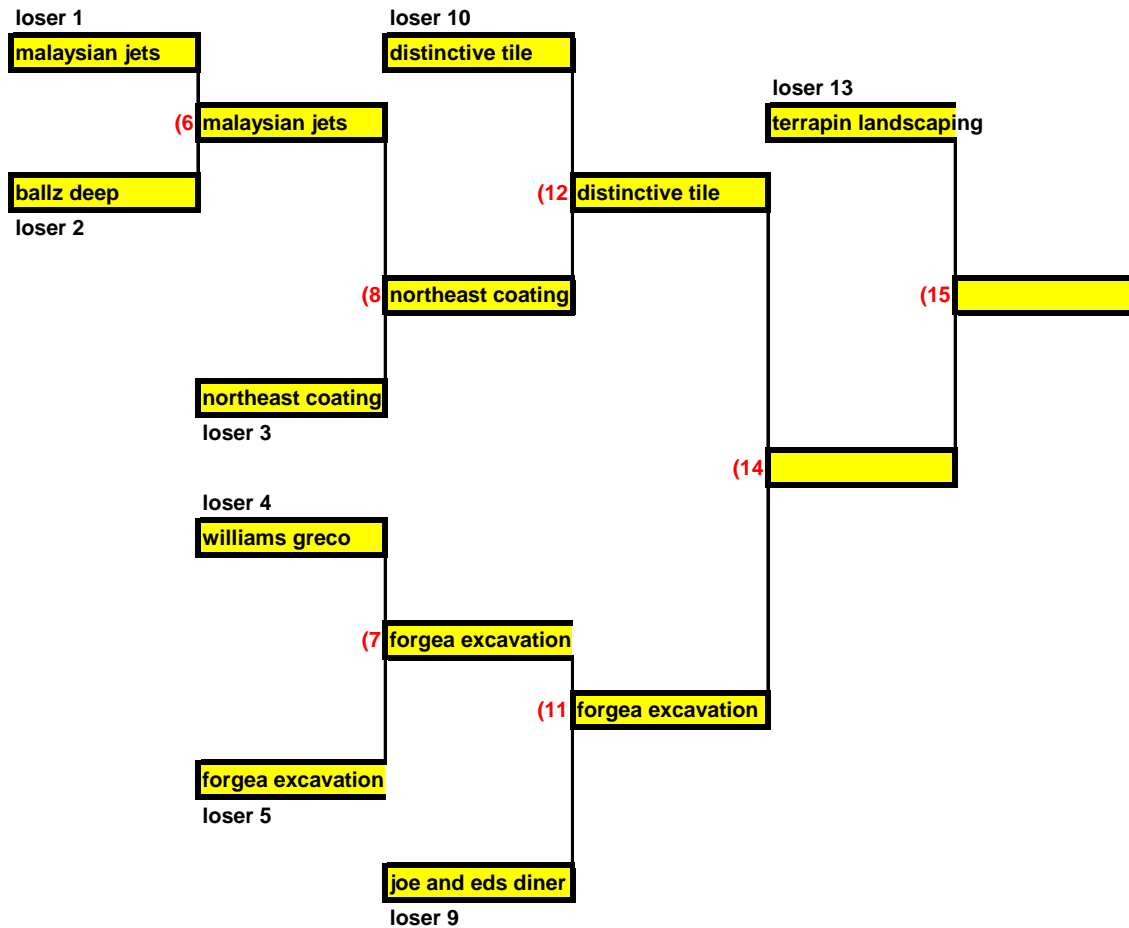 loser 1
loser 10
malaysian jets
distinctive tile
loser 13
(6 malaysian jets
terrapin landscaping
ballz deep
(12 distinctive tile
loser 2
(8 northeast coating
(15
northeast coating
loser 3
(14
loser 4
williams greco
(7 forgea excavation
(11 forgea excavation
forgea excavation
loser 5
joe and eds diner
loser 9